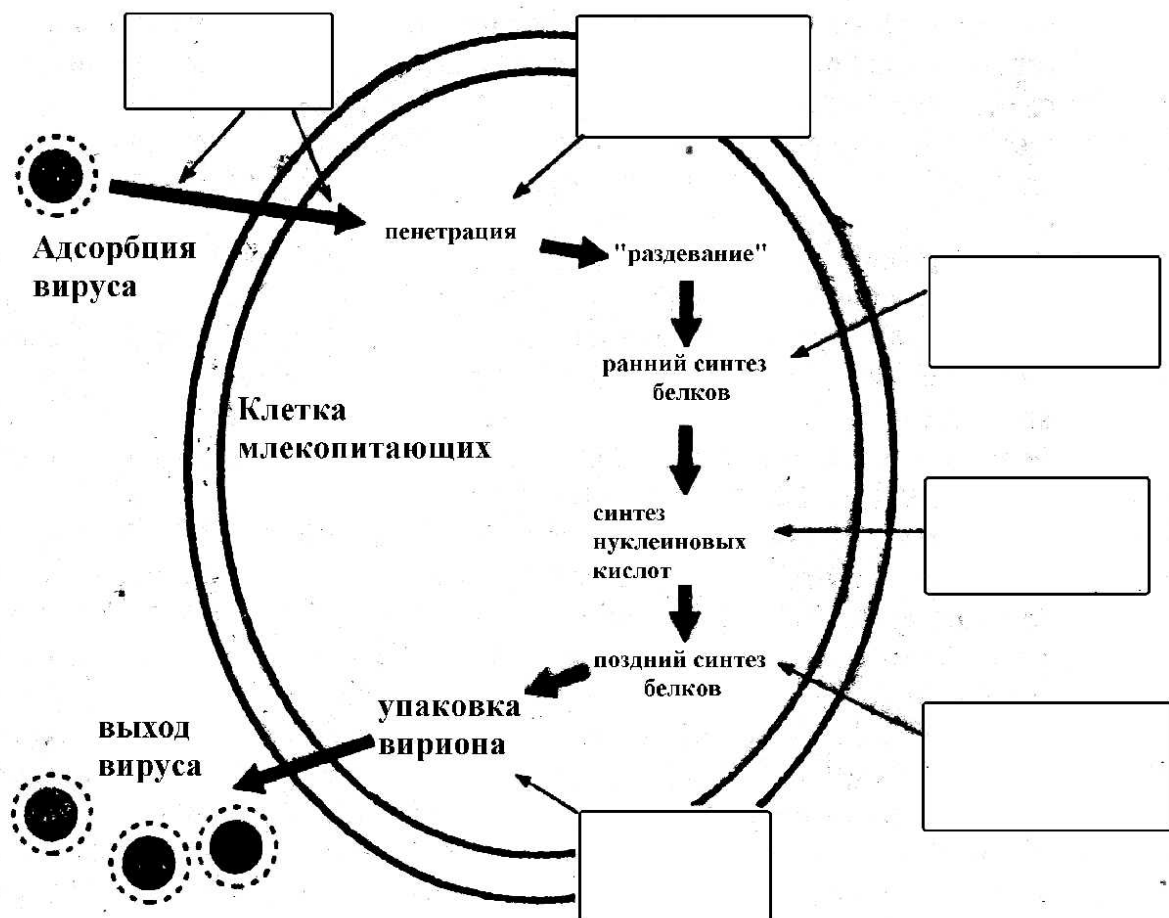 Адсорбция
вируса
пенетрация
"раздевание"
ранний синтез
белков
Клетка
млекопитающих
синтез
нуклеиновых
кислот
поздний синтез
белков
упаковка
вириона
выход
вируса